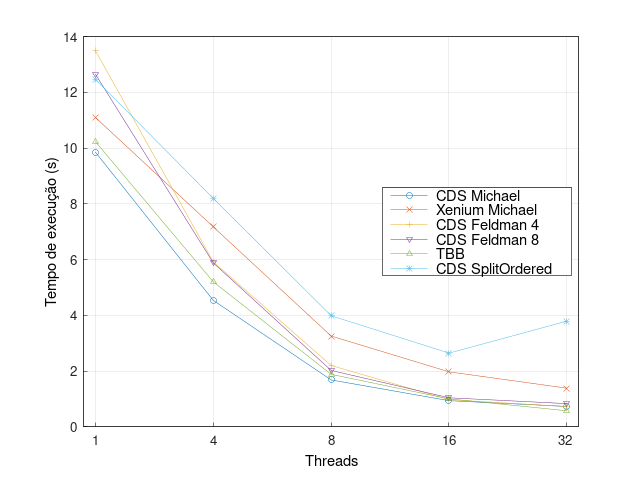 14
12
10
8
6
4
2
0
Tempo de execução (s)
CDS Michael
Xenium Michael
CDS Feldman 4
CDS Feldman 8
TBB
CDS SplitOrdered
1 4 8 16 32
Threads